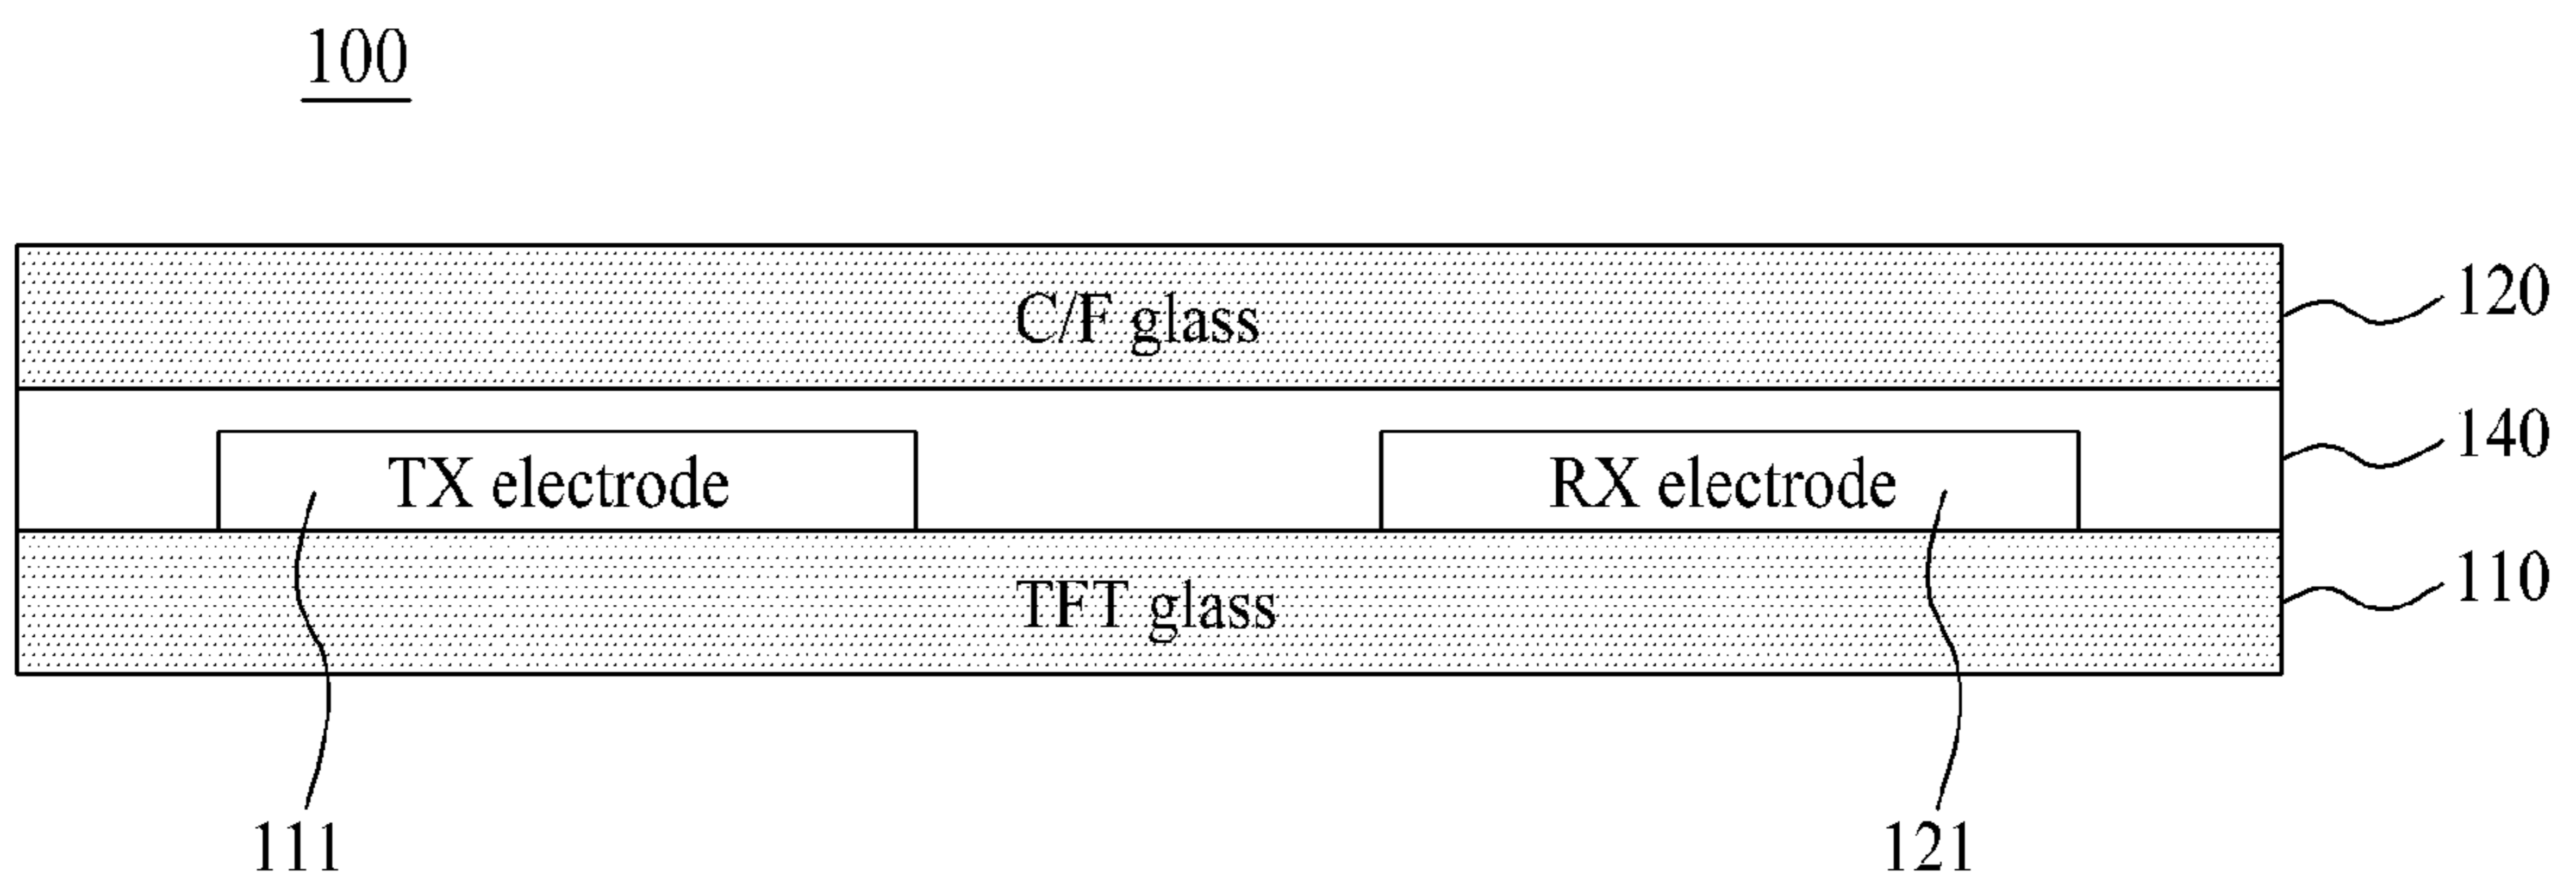 100
C/F glass
120
140
TX electrode
RX electrode
TFT glass
110
111
121